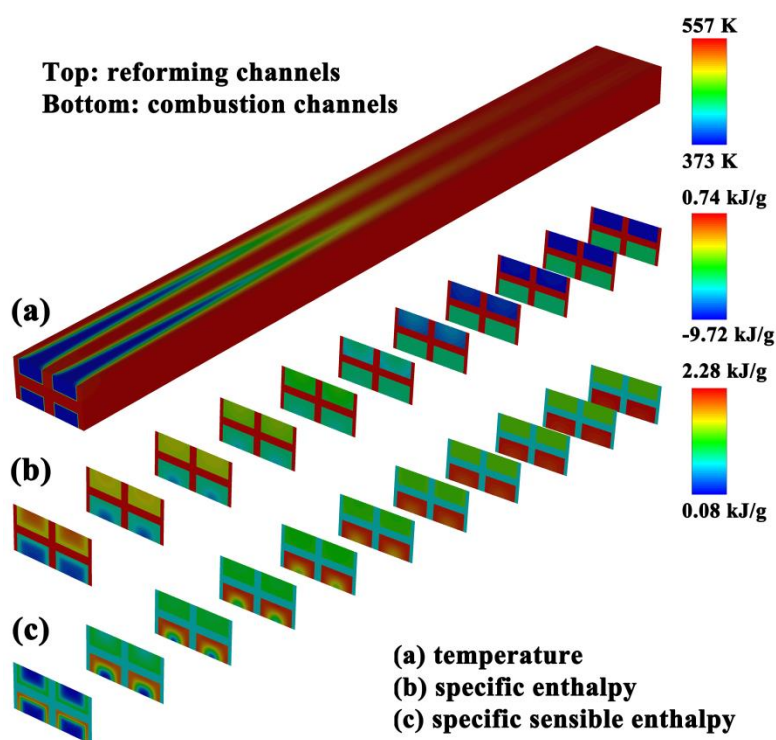 557 K
Top: reforming channels
Bottom: combustion channels
373 K
0.74 kJ/g
(a)
-9.72 kJ/g
2.28 kJ/g
(b)
0.08 kJ/g
(c)
(a) temperature
(b) specific enthalpy
(c) specific sensible enthalpy